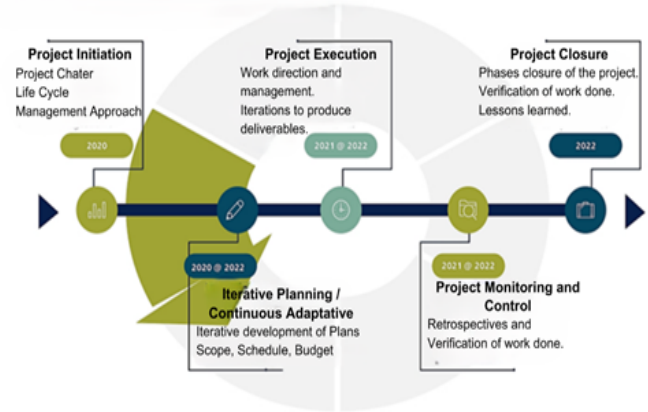 Project Initiation
Project Chater
Life Cycle
Management Approach
2020
Project Execution
Work direction and
management.
Iterations to produce
deliverables.
2021 @ 2022
Project Closure
Phases closure of the project.
Verification of work done.
Lessons learned.
2022
2020 @ 2022
Iterative Planning /
Continuous Adaptative
Iterative development of Plans
Scope, Schedule, Budget
2021 @ 2022
Project Monitoring and
Control
Retrospectives and
Verification of work done.